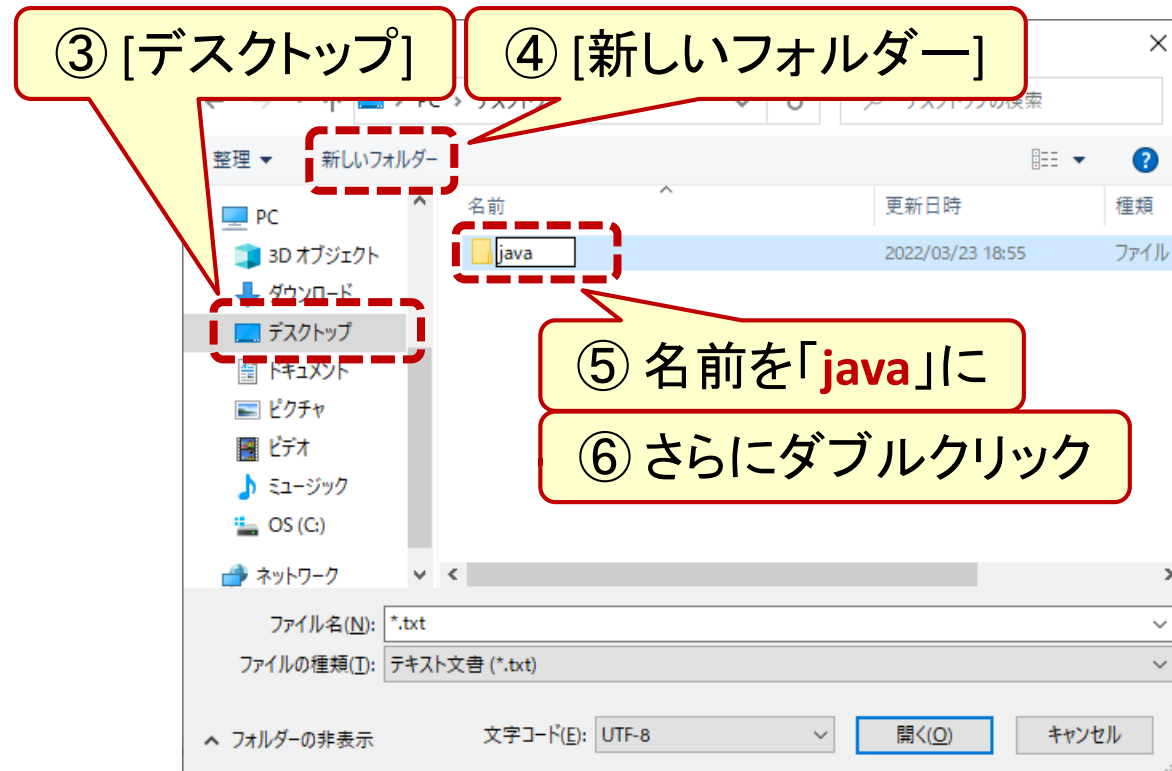 ③ [デスクトップ]
④ [新しいフォルダー]
PC
整理
新しいフォルダー
名前
更新日時
種類
PC
java
2022/03/23 18:55
ファイル
3D オブジェクト
ダウンロード
デスクトップ
ドキュメント
ピクチャ
ビデオ
ミュージック
OS (C:)
ネットワーク
⑤ 名前を「java」に
⑥ さらにダブルクリック
ファイル名(N): *.txt
ファイルの種類(T): テキスト文書 (*.txt)
フォルダーの非表示
文字コード(E): UTF-8
開く(O)
キャンセル